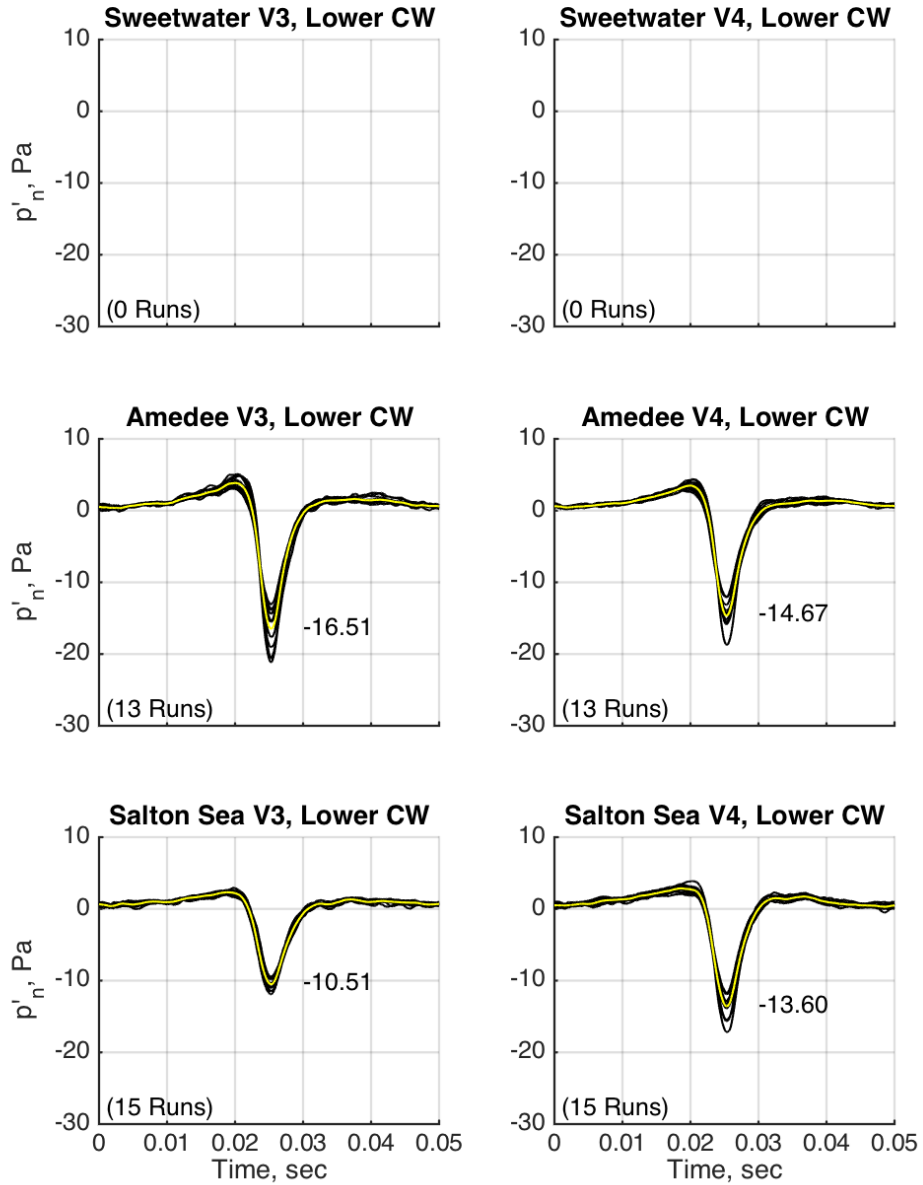 Sweetwater V3, Lower CW
10
0
-10
-20
-30
p'n, Pa
(0 Runs)
Sweetwater V4, Lower CW
10
0
-10
-20
-30
(0 Runs)
Amedee V3, Lower CW
10
0
-10
-20
-30
p'n, Pa
-16.51
(13 Runs)
Amedee V4, Lower CW
10
0
-10
-20
-30
-14.67
(13 Runs)
Salton Sea V3, Lower CW
10
0
-10
-20
-30
p'n, Pa
-10.51
(15 Runs)
0 0.01 0.02 0.03 0.04 0.05
Time, sec
Salton Sea V4, Lower CW
10
0
-10
-20
-30
-13.60
(15 Runs)
0 0.01 0.02 0.03 0.04 0.05
Time, sec